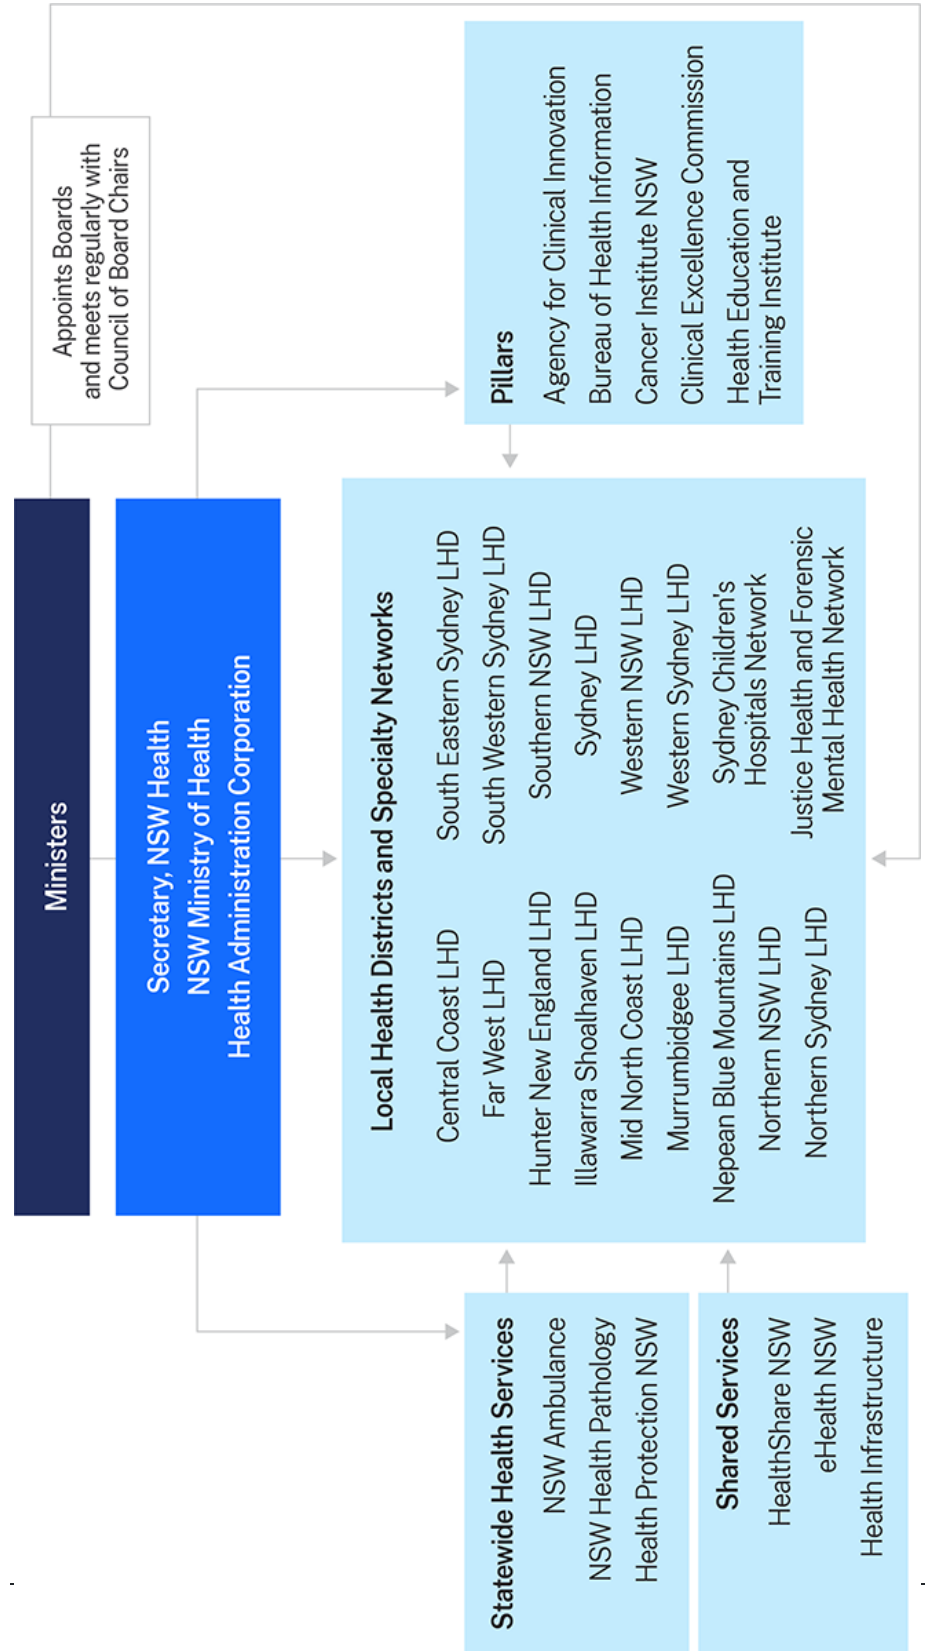 Ministers
Appoints Boards
and meets regularly with
Council of Board Chairs
Secretary, NSW Health
NSW Ministry of Health
Health Administration Corporation
Statewide Health Services
NSW Ambulance
NSW Health Pathology
Health Protection NSW
Shared Services
HealthShare NSW
eHealth NSW
Health Infrastructure
Local Health Districts and Specialty Networks
Central Coast LHD
Far West LHD
Hunter New England LHD
Illawarra Shoalhaven LHD
Mid North Coast LHD
Murrumbidgee LHD
Nepean Blue Mountains LHD
Northern NSW LHD
Northern Sydney LHD
South Eastern Sydney LHD
South Western Sydney LHD
Southern NSW LHD
Sydney LHD
Western NSW LHD
Western Sydney LHD
Sydney Children's
Hospitals Network
Justice Health and Forensic
Mental Health Network
Pillars
Agency for Clinical Innovation
Bureau of Health Information
Cancer Institute NSW
Clinical Excellence Commission
Health Education and
Training Institute